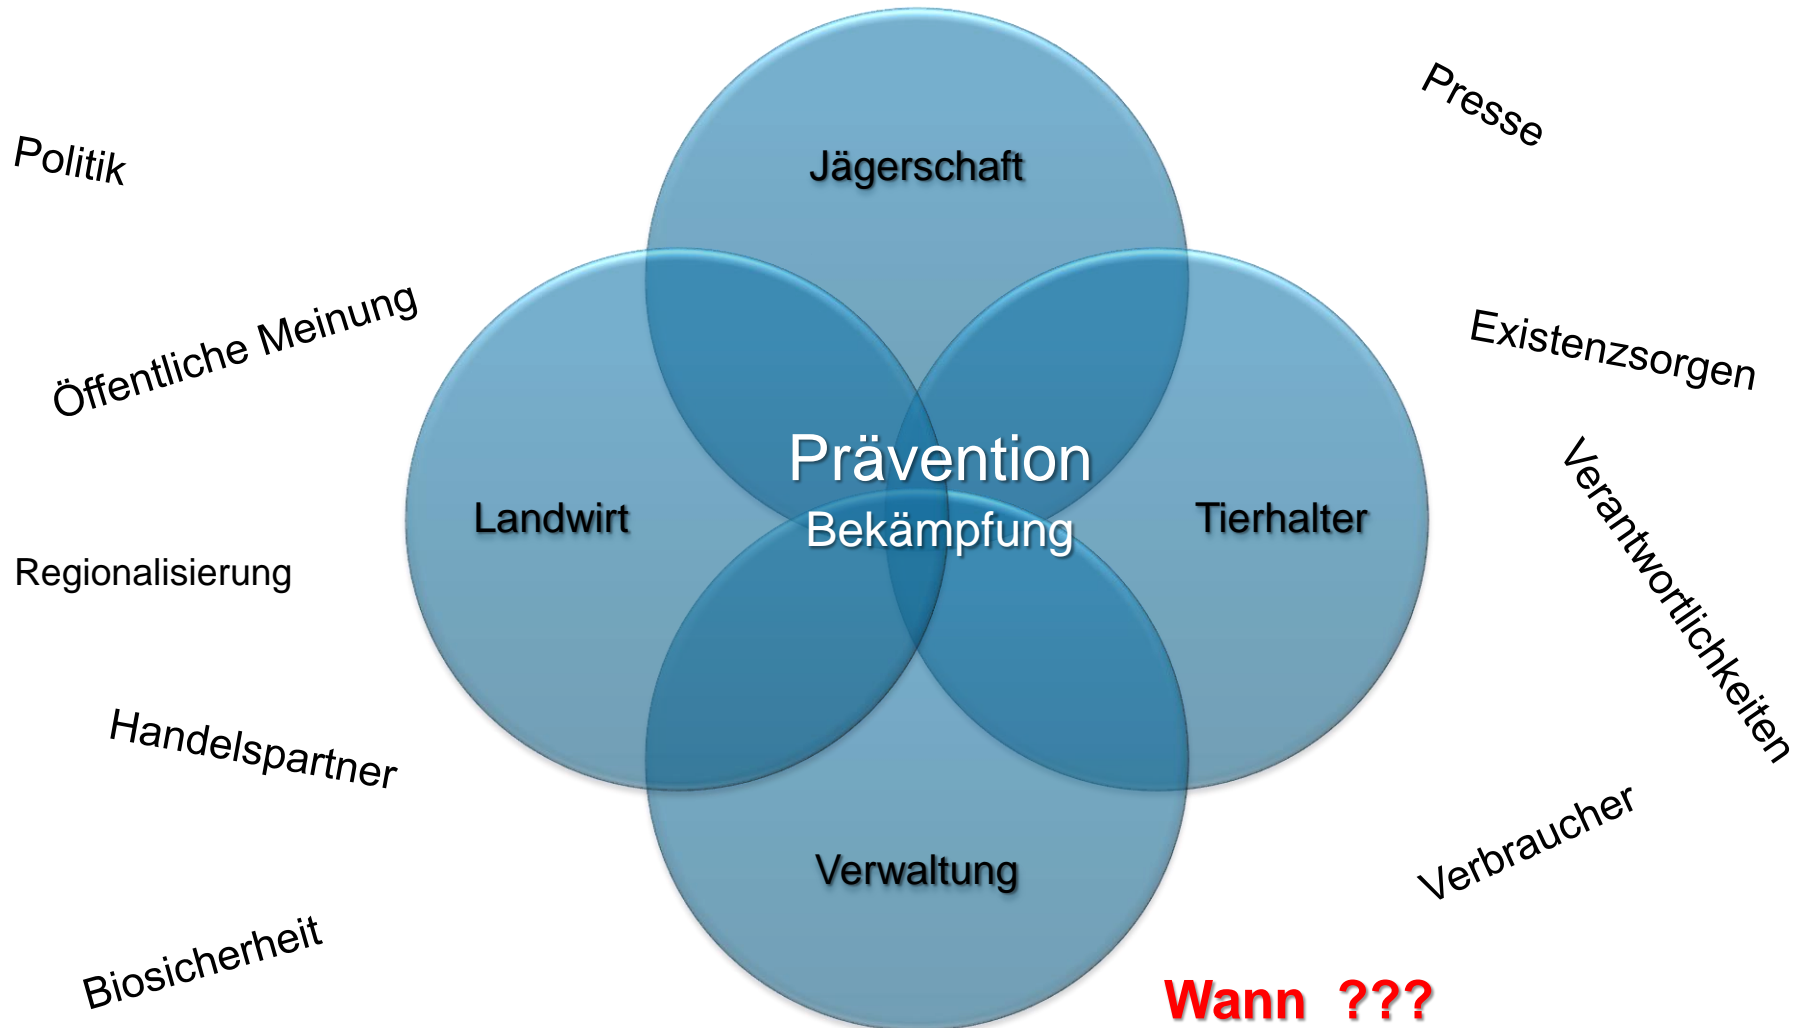 Presse
Politik
Jägerschaft
Öffentliche Meinung
Existenzsorgen
Prävention
Bekämpfung
Landwirt
Tierhalter
Verantwortlichkeiten
Regionalisierung
Handelspartner
Verbraucher
Verwaltung
Biosicherheit
Wann ???